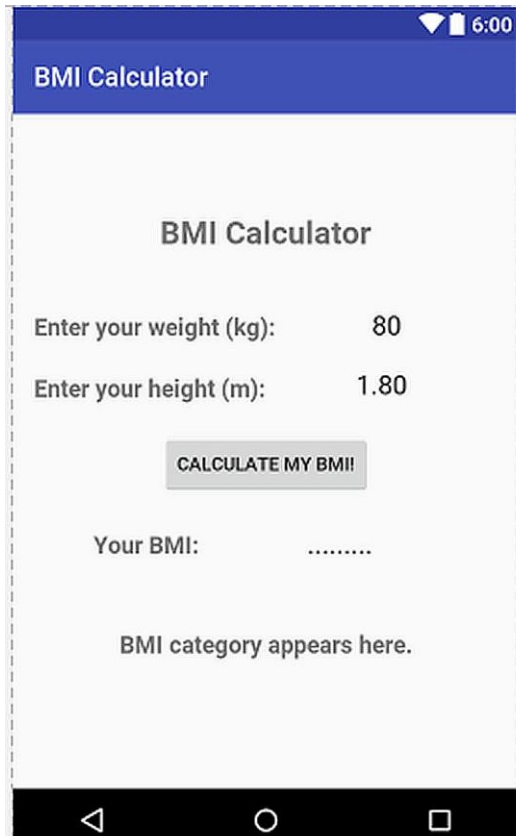 6:00
BMI Calculator
BMI Calculator
Enter your weight (kg): 80
Enter your height (m): 1.80
CALCULATE MY BMI!
Your BMI: .........
BMI category appears here.